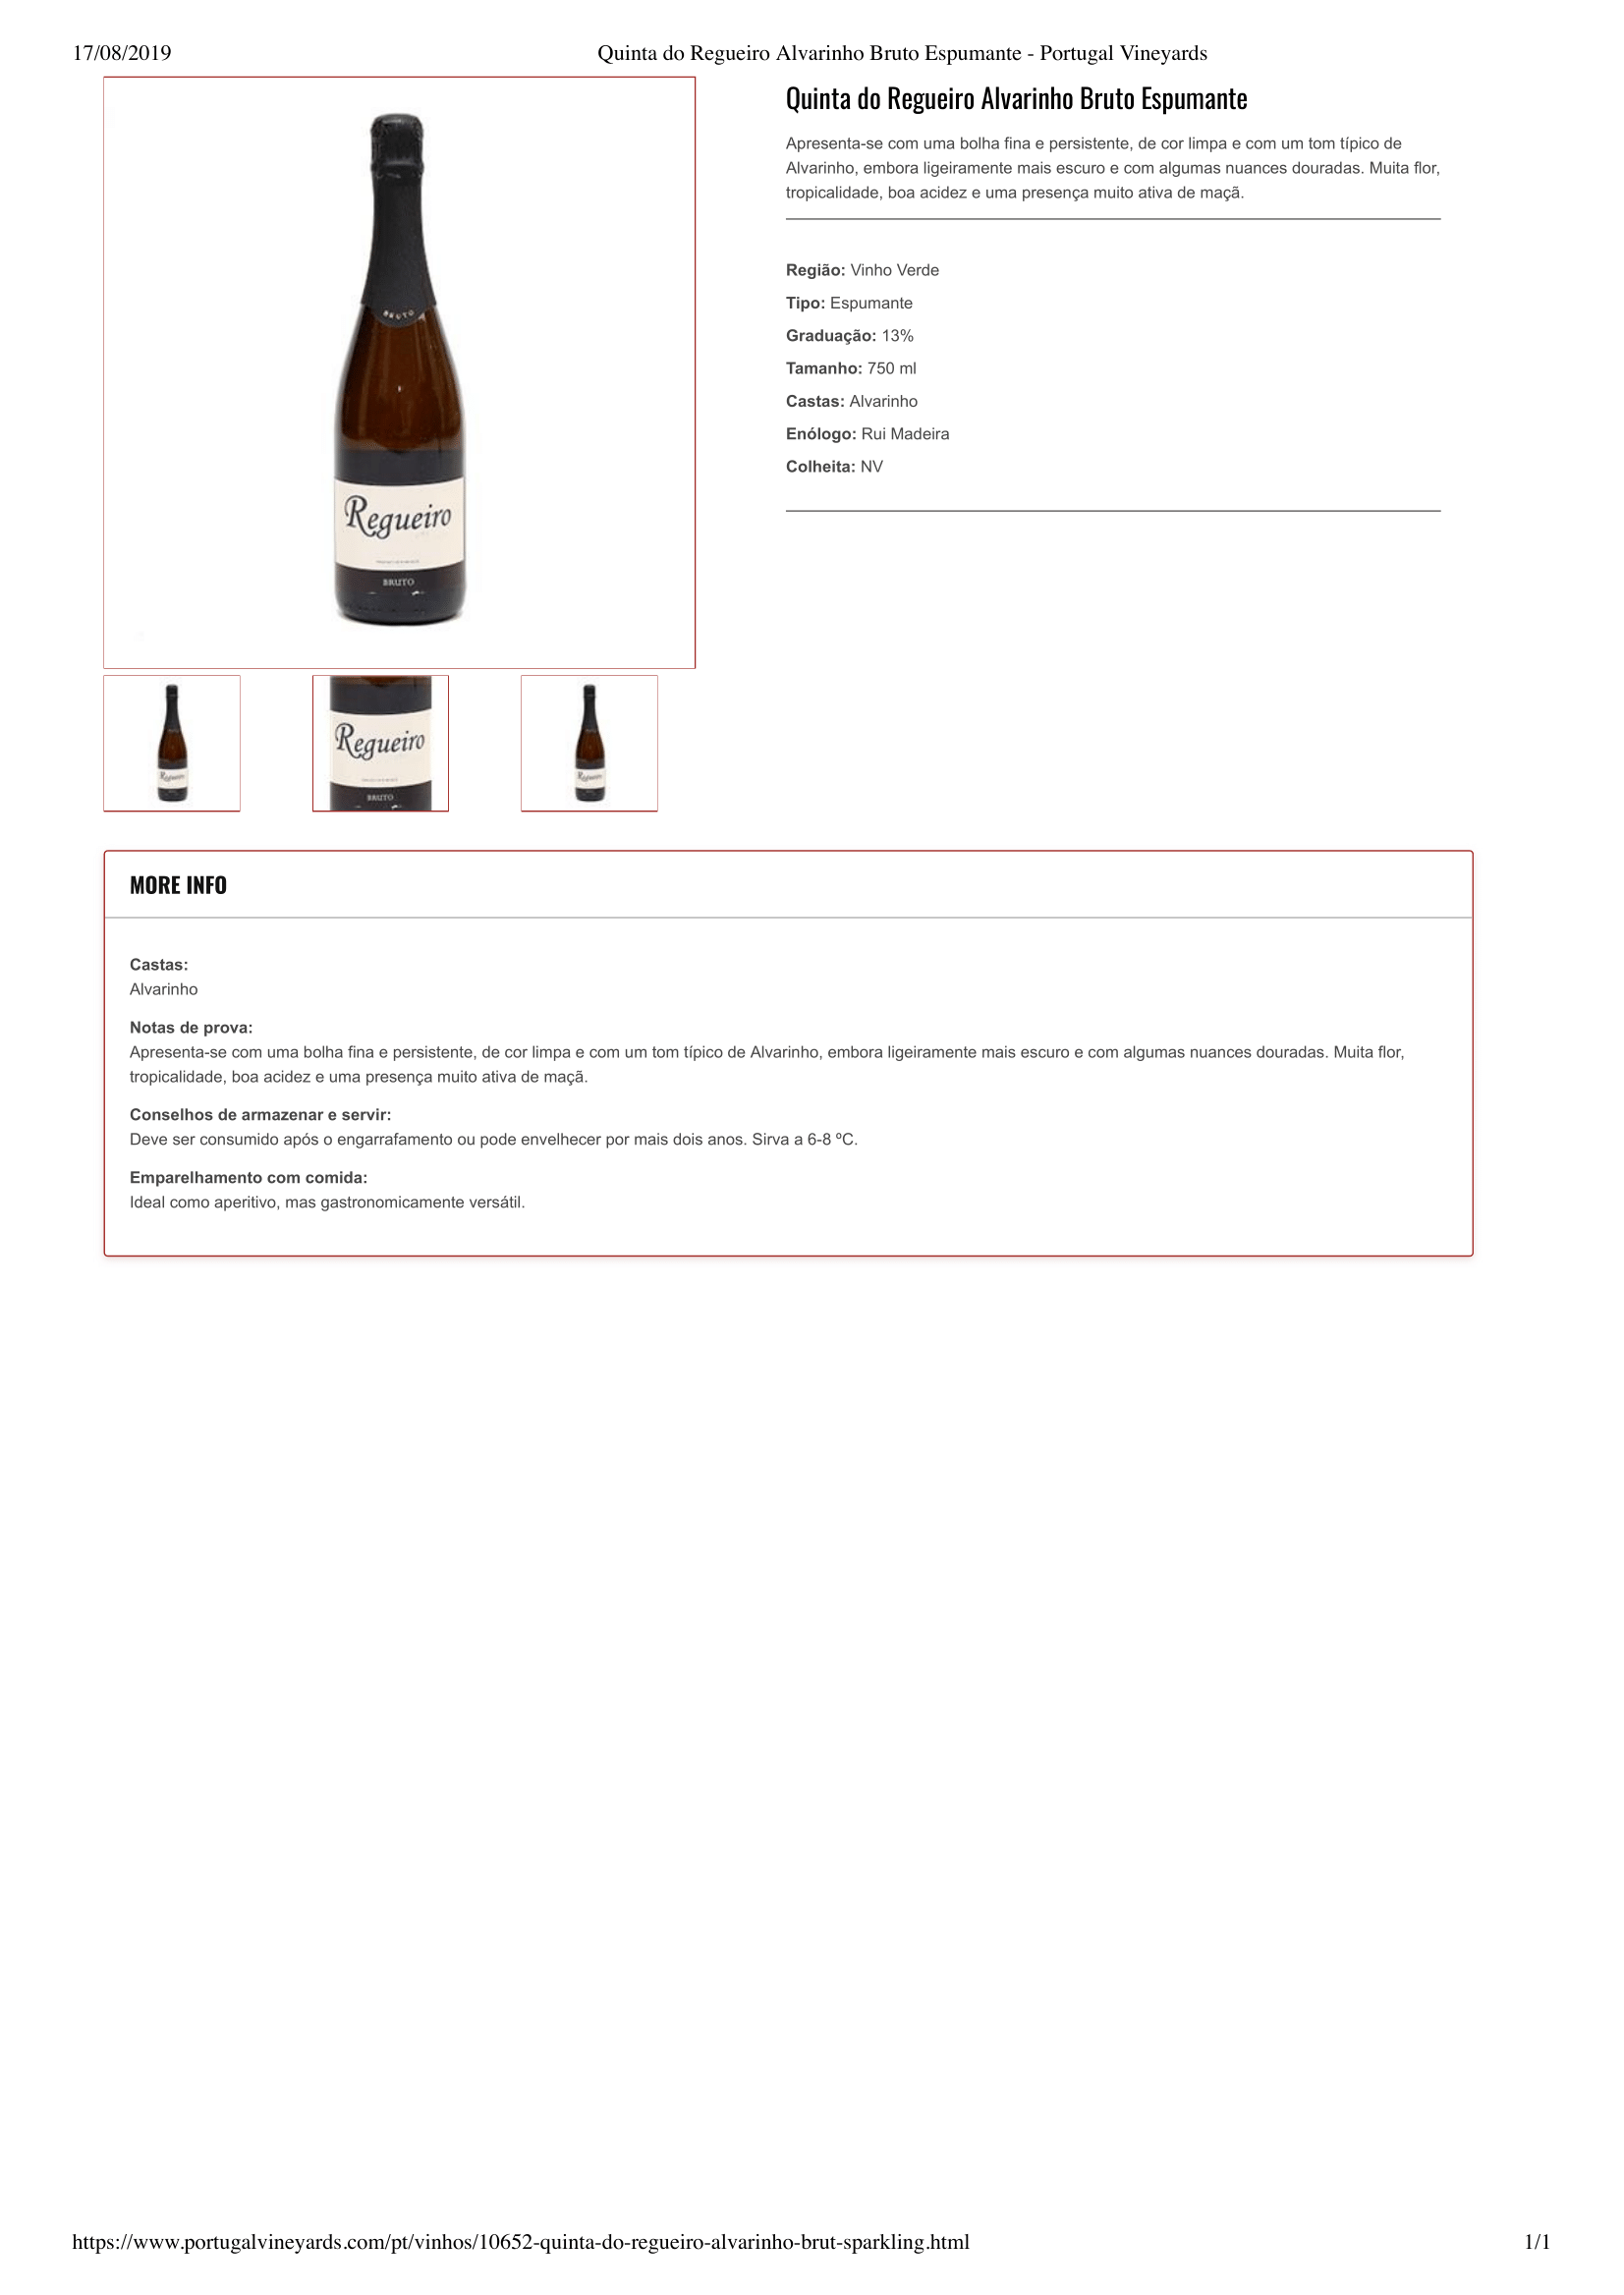 17/08/2019
Quinta do Regueiro Alvarinho Bruto Espumante - Portugal Vineyards
BRUTO
Regueiro
BRUTO
Regueiro
Regueiro
BRUTO
Regueiro
Quinta do Regueiro Alvarinho Bruto Espumante
Apresenta-se com uma bolha fina e persistente, de cor limpa e com um tom típico de
Alvarinho, embora ligeiramente mais escuro e com algumas nuances douradas. Muita flor,
tropicalidade, boa acidez e uma presença muito ativa de maçã.
Região: Vinho Verde
Tipo: Espumante
Graduação: 13%
Tamanho: 750 ml
Castas: Alvarinho
Enólogo: Rui Madeira
Colheita: NV
MORE INFO
Castas:
Alvarinho
Notas de prova:
Apresenta-se com uma bolha fina e persistente, de cor limpa e com um tom típico de Alvarinho, embora ligeiramente mais escuro e com algumas nuances douradas. Muita flor,
tropicalidade, boa acidez e uma presença muito ativa de maçã.
Conselhos de armazenar e servir:
Deve ser consumido após o engarrafamento ou pode envelhecer por mais dois anos. Sirva a 6-8 ºC.
Emparelhamento com comida:
Ideal como aperitivo, mas gastronomicamente versátil.
https://www.portugalvineyards.com/pt/vinhos/10652-quinta-do-regueiro-alvarinho-brut-sparkling.html
1/1